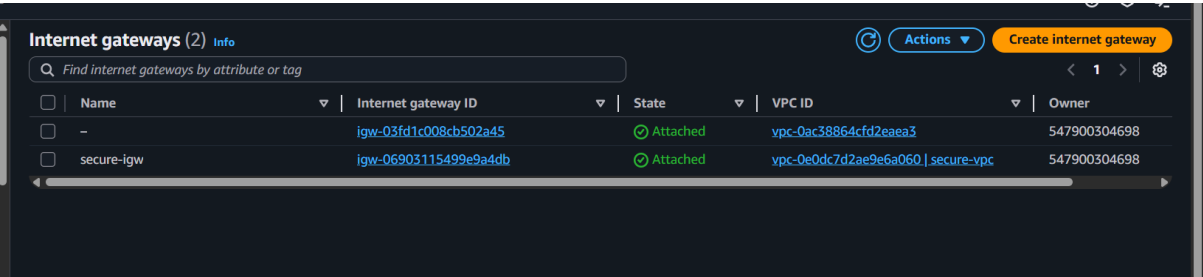 Internet gateways (2) Info
Actions ▼
Create internet gateway
Find internet gateways by attribute or tag
< 1 >
Name
Internet gateway ID
State
VPC ID
Owner
– igw-03fd1c008cb502a45 Attached vpc-0ac38864cfd2eaea3 547900304698
secure-igw igw-06903115499e9a4db Attached vpc-0e0dc7d2ae9e6a060 | secure-vpc 547900304698